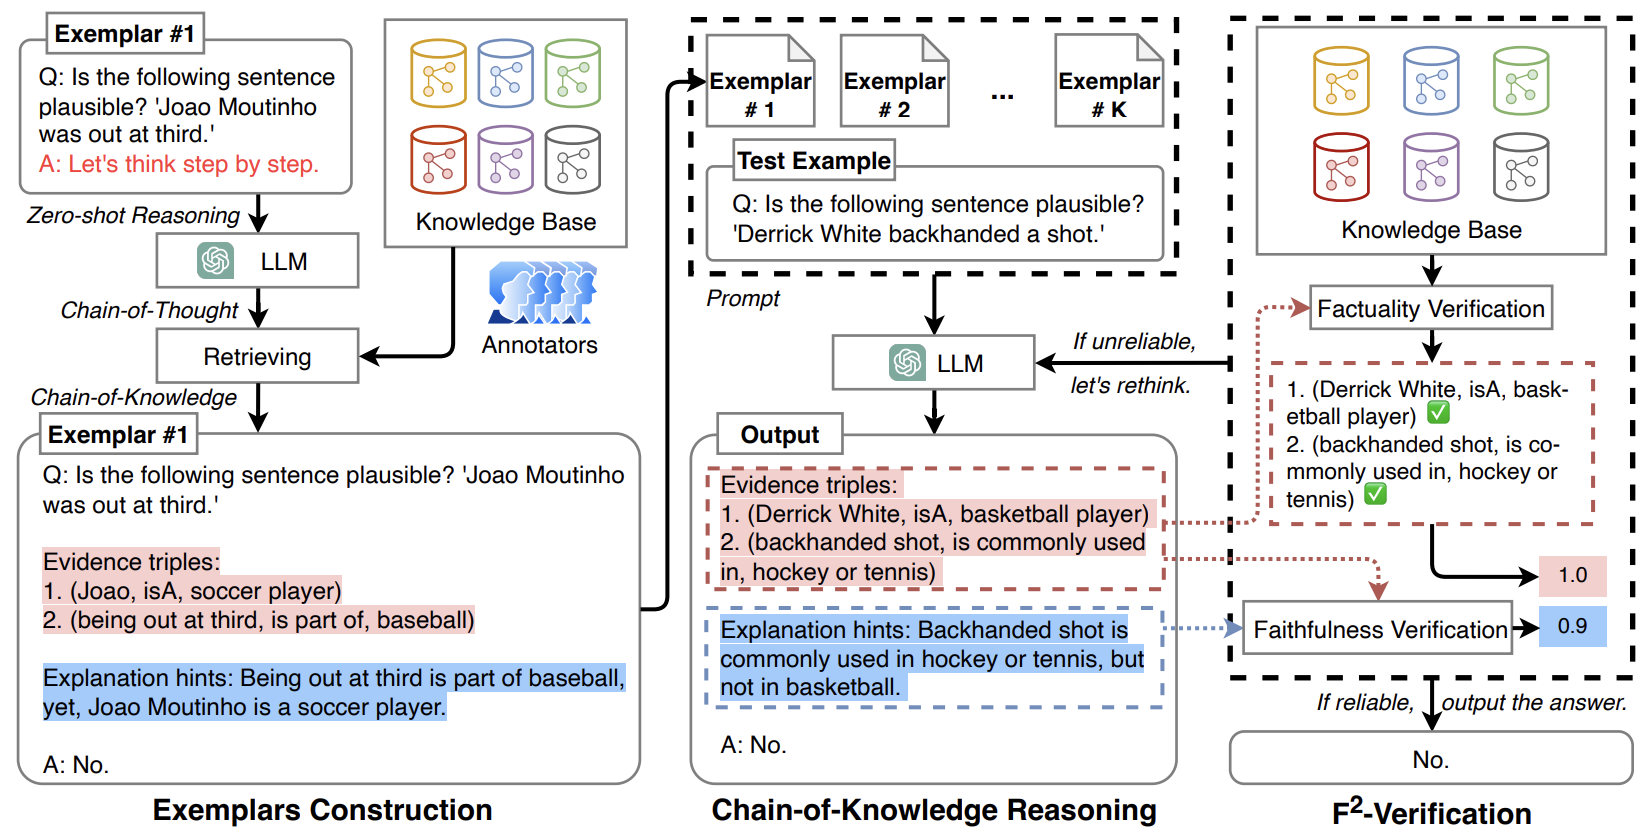 Exemplar #1
Q: Is the following sentence
plausible? 'Joao Moutinho
was out at third.'
A: Let's think step by step.
Zero-shot Reasoning
LLM
Chain-of-Thought
Retrieving
Chain-of-Knowledge
Knowledge Base
Annotators
Exemplar #1
Q: Is the following sentence plausible? 'Joao Moutinho
was out at third.'
Evidence triples:
1. (Joao, isA, soccer player)
2. (being out at third, is part of, baseball)
Explanation hints: Being out at third is part of baseball,
yet, Joao Moutinho is a soccer player.
A: No.
Exemplars Construction
Exemplar
# 1
Exemplar
# 2
...
Exemplar
# K
Test Example
Q: Is the following sentence plausible?
'Derrick White backhanded a shot.'
Prompt
LLM
If unreliable,
let's rethink.
Output
Evidence triples:
1. (Derrick White, isA, basketball player)
2. (backhanded shot, is commonly used
in, hockey or tennis)
Explanation hints: Backhanded shot is
commonly used in hockey or tennis, but
not in basketball.
A: No.
Chain-of-Knowledge Reasoning
Knowledge Base
Factuality Verification
1. (Derrick White, isA, bask-
etball player) ✅
2. (backhanded shot, is co-
mmonly used in, hockey or
tennis) ✅
1.0
Faithfulness Verification
0.9
If reliable, output the answer.
No.
F²-Verification